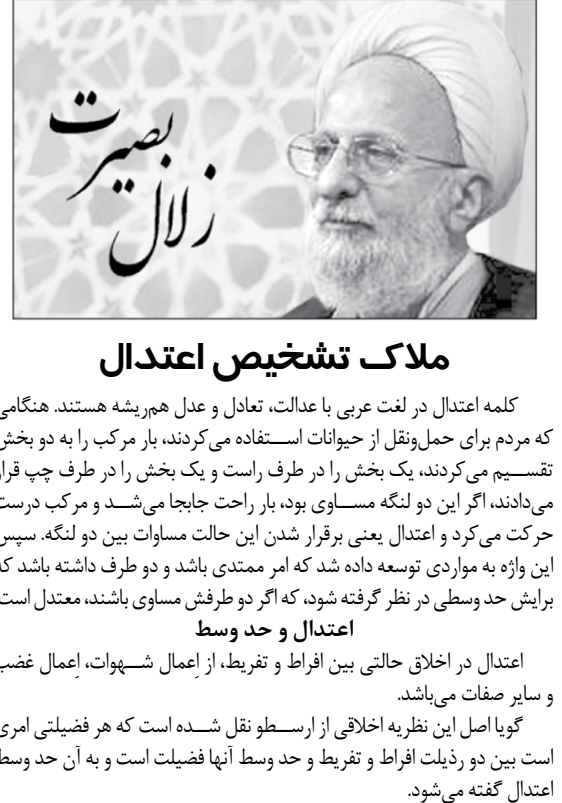 زلال بصیرت
ملاک تشخیص اعتدال
کلمه اعتدال در لغت عربی با عدالت، تعادل و عدل هم‌ریشه هستند. هنگامی
که مردم برای حمل‌ونقل از حیوانات استفاده می‌کردند، بار مرکب را به دو بخش
تقسیم می‌کردند، یک بخش را در طرف راست و یک بخش را در طرف چپ قرار
می‌دادند، اگر این دو لنگه مساوی بود، بار راحت جابجا می‌شد و مرکب درست
حرکت می‌کرد و اعتدال یعنی برقرار شدن این حالت مساوات بین دو لنگه. سپس
این واژه به مواردی توسعه داده شد که امر ممتدی باشد و دو طرف داشته باشد که
برایش حد وسطی در نظر گرفته شود، که اگر دو طرفش مساوی باشند، معتدل است.
اعتدال و حد وسط
اعتدال در اخلاق حالتی بین افراط و تفریط، از اِعمال شهوات، اِعمال غضب
و سایر صفات می‌باشد.
گویا اصل این نظریه اخلاقی از ارسطو نقل شده است که هر فضیلتی امری
است بین دو رذیلت افراط و تفریط و حد وسط آنها فضیلت است و به آن حد وسط
اعتدال گفته می‌شود.